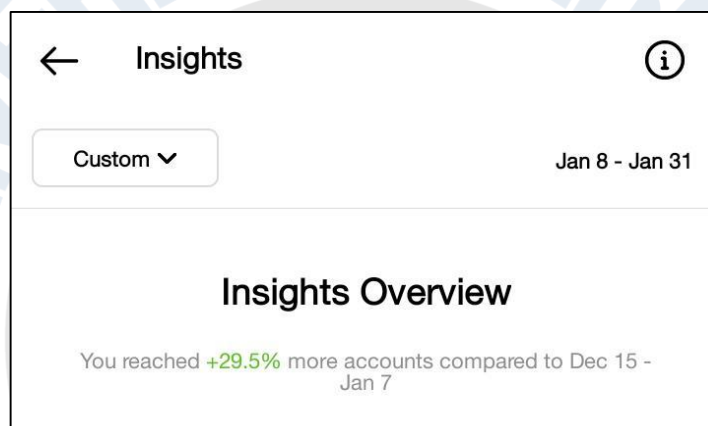 Insights
Custom
Jan 8 - Jan 31
Insights Overview
You reached +29.5% more accounts compared to Dec 15 -
Jan 7